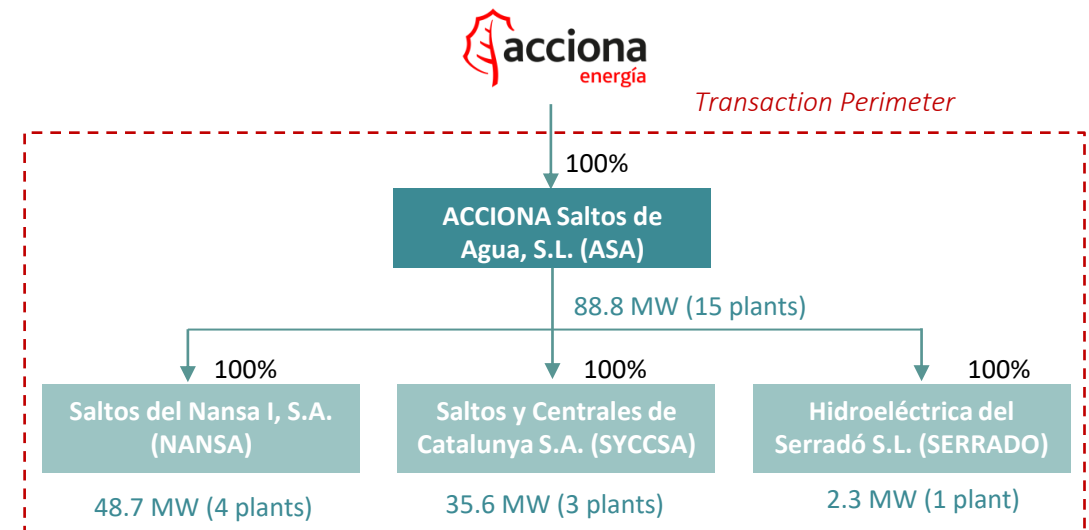 acciona
energía
Transaction Perimeter
100%
ACCIONA Saltos de
Agua, S.L. (ASA)
88.8 MW (15 plants)
100%
100%
100%
Saltos del Nansa I, S.A.
(NANSA)
Saltos y Centrales de
Catalunya S.A. (SYCCSA)
Hidroeléctrica del
Serradó S.L. (SERRADO)
48.7 MW (4 plants)
35.6 MW (3 plants)
2.3 MW (1 plant)